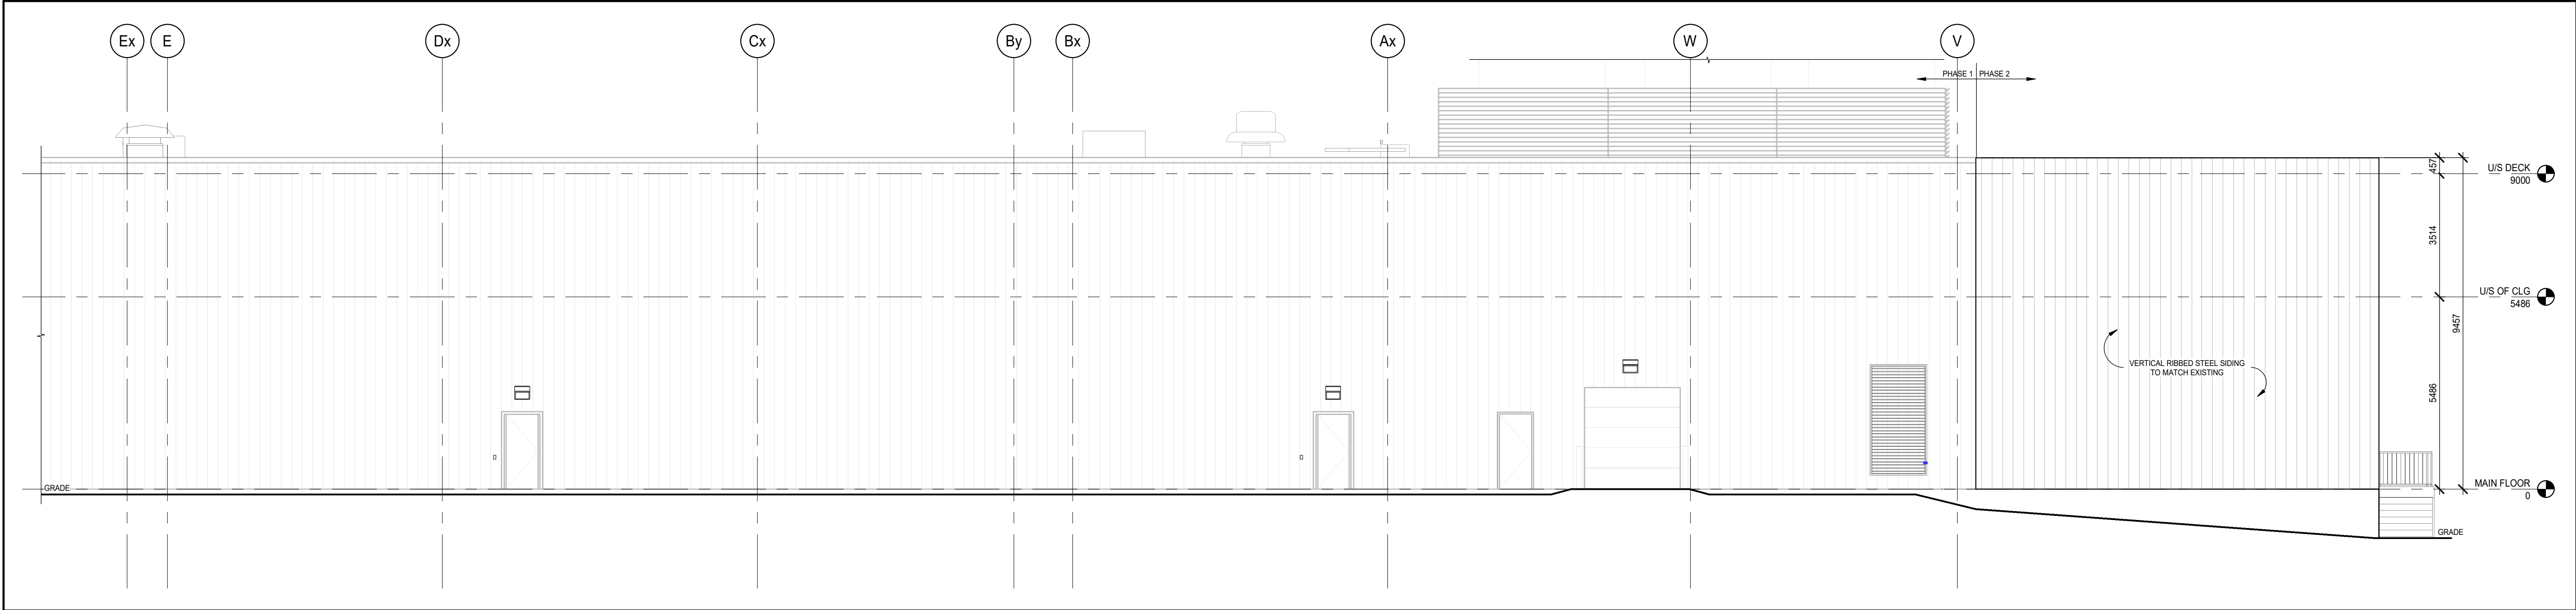 Ex
E
Dx
Cx
By
Bx
Ax
W
V
PHASE 1
PHASE 2
457
U/S DECK
9000
3514
U/S OF CLG
5486
9457
VERTICAL RIBBED STEEL SIDING
TO MATCH EXISTING
5486
MAIN FLOOR
0
GRADE
GRADE